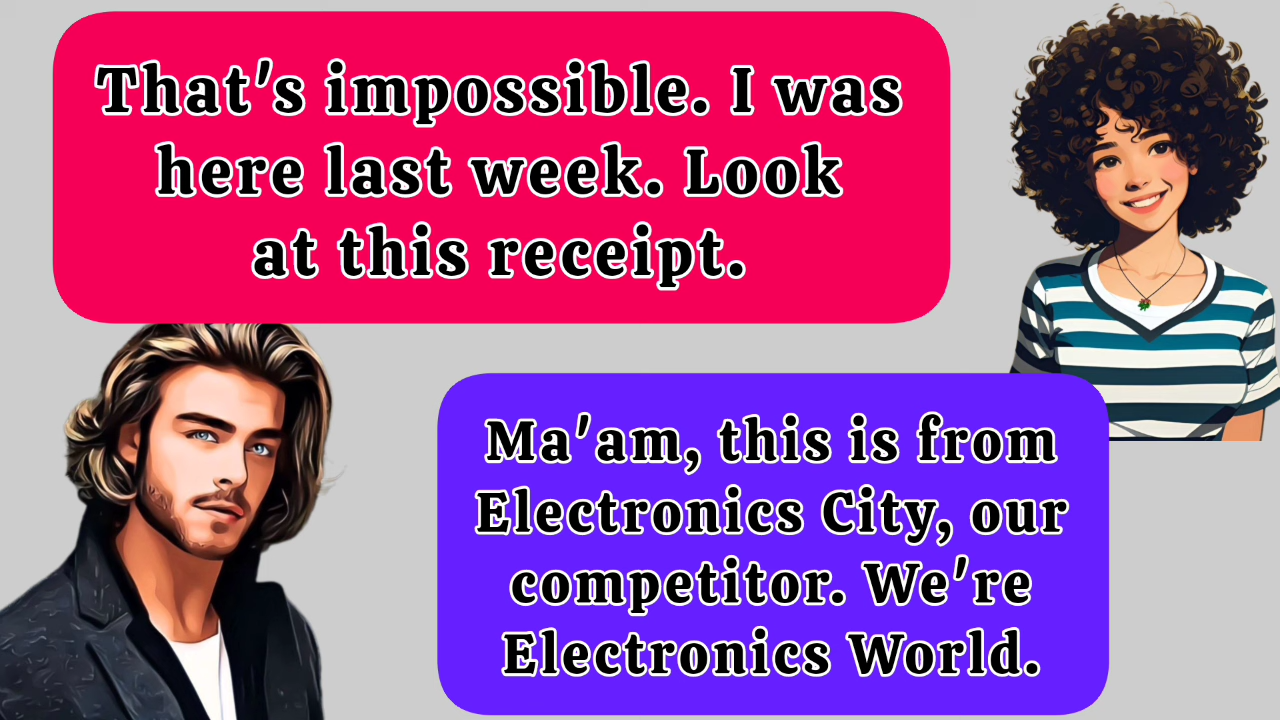 That's impossible. I was
here last week. Look
at this receipt.
Ma'am, this is from
Electronics City, our
competitor. We're
Electronics World.